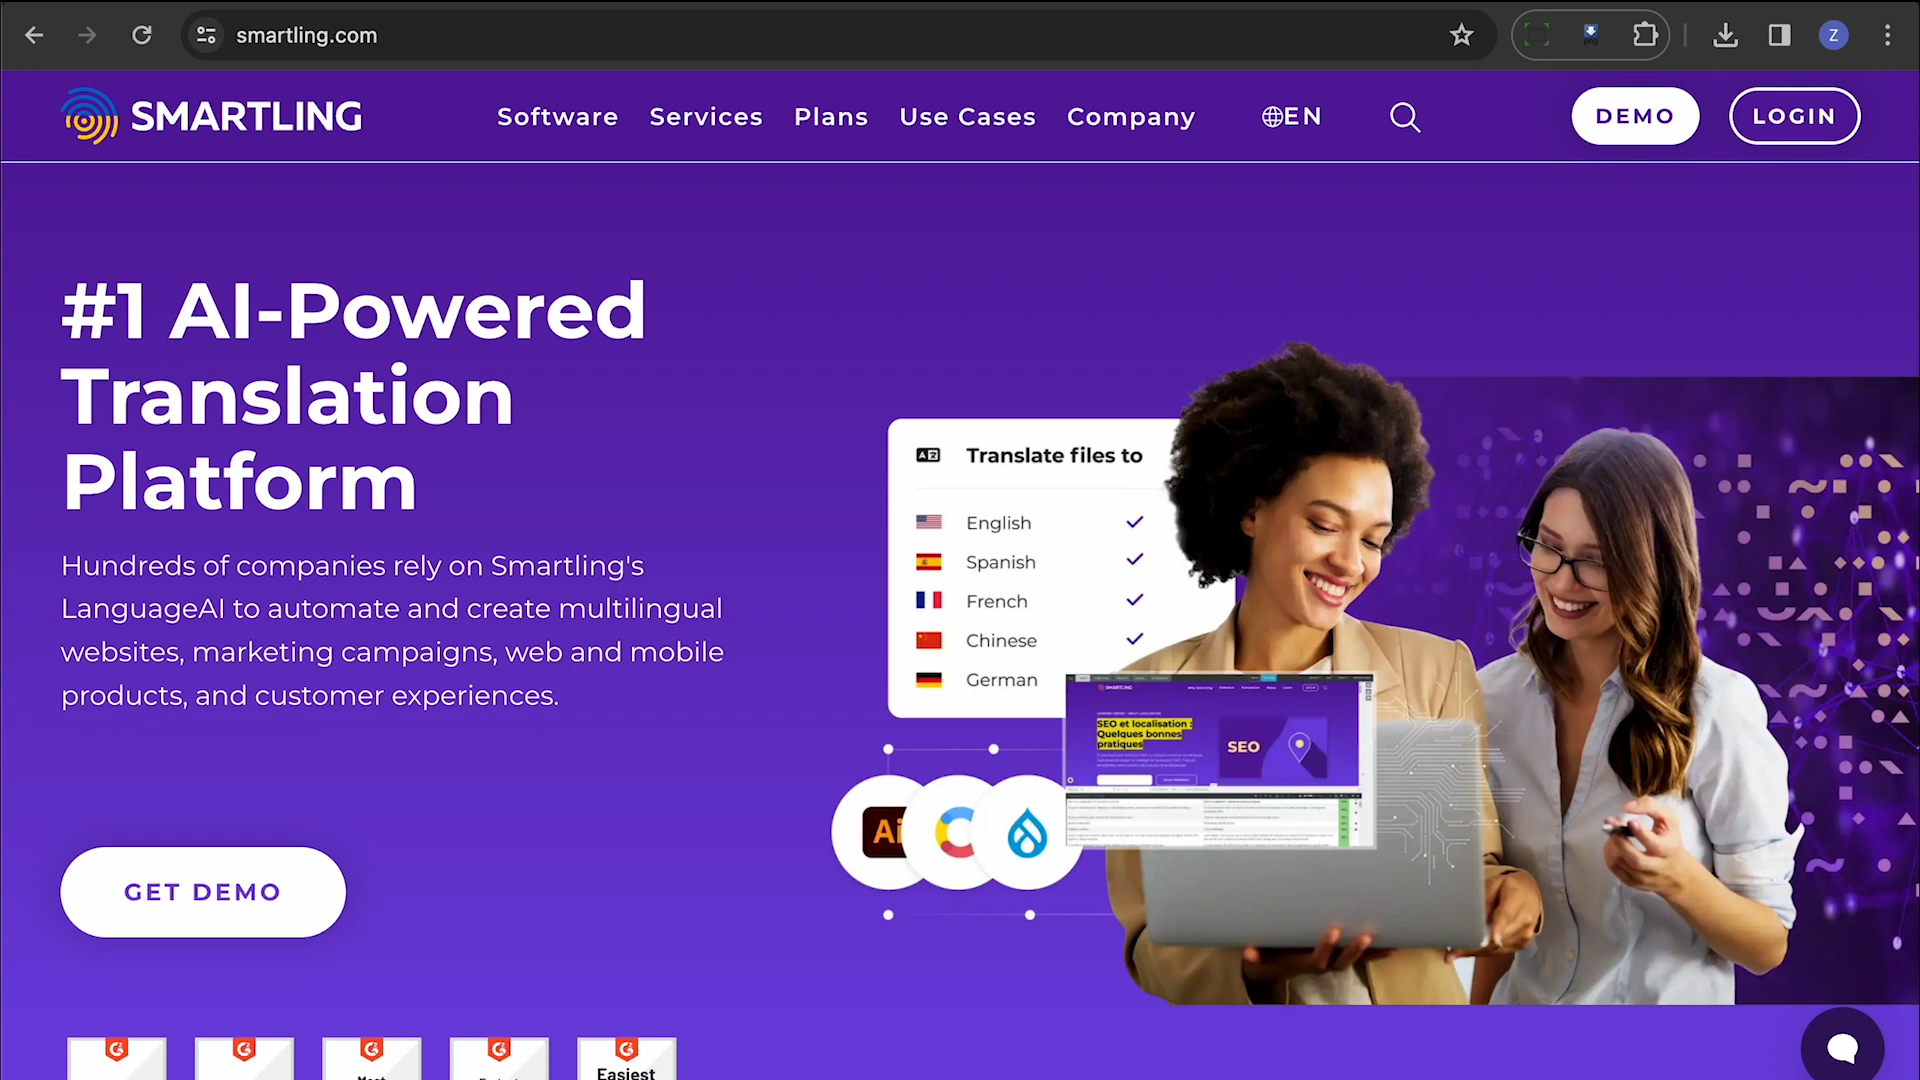 smartling.com
png
Z
SMARTLING
Software
Services
Plans
Use Cases
Company
EN
DEMO
LOGIN
#1 AI-Powered
Translation
Platform
Hundreds of companies rely on Smartling's
LanguageAI to automate and create multilingual
websites, marketing campaigns, web and mobile
products, and customer experiences.
GET DEMO
Translate files to
English
Spanish
French
Chinese
German
Ai
SMARTLING
SEO et localisation :
Quelques bonnes
pratiques
SEO
Easiest